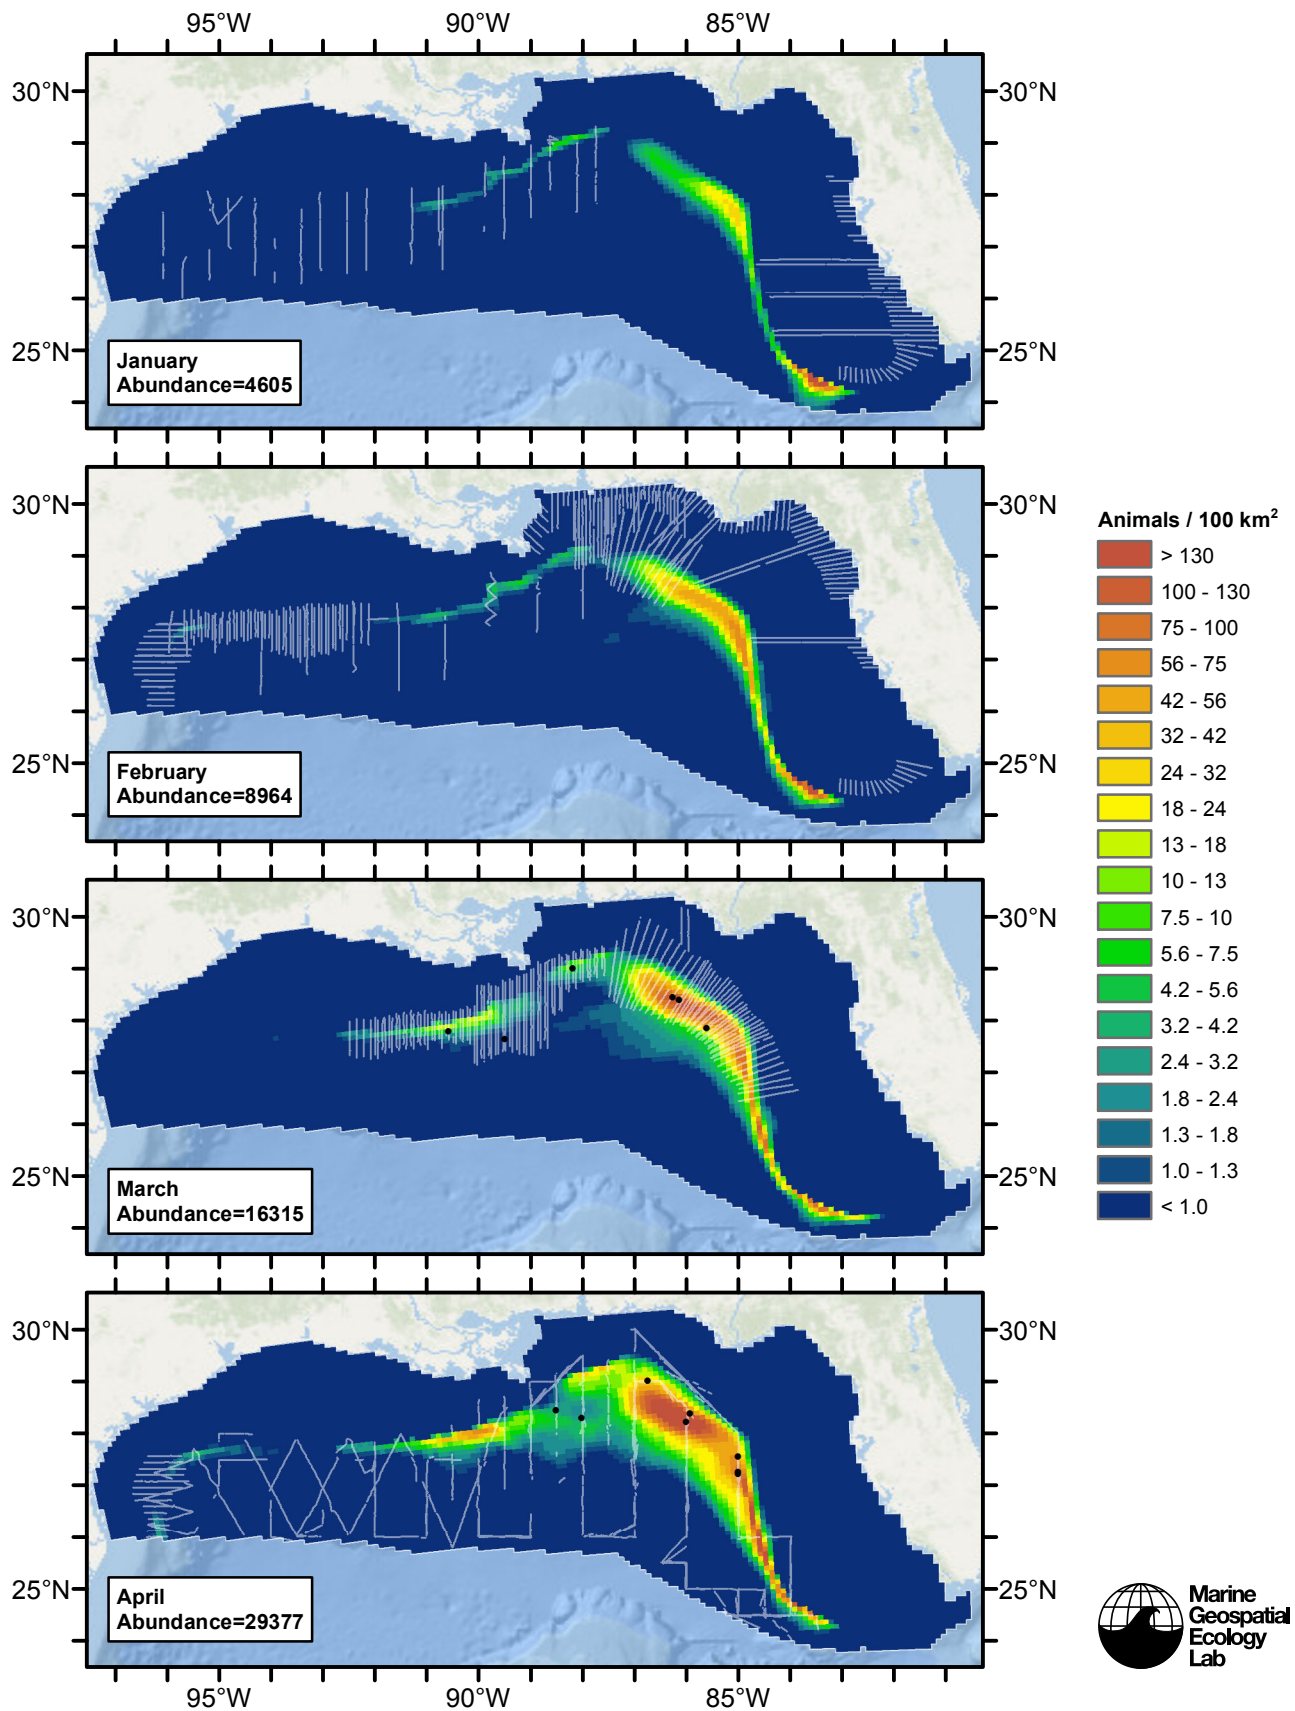 95°W 90°W 85°W
30°N 30°N
25°N 25°N
January
Abundance=4605
30°N 30°N
25°N 25°N
February
Abundance=8964
30°N 30°N
25°N 25°N
March
Abundance=16315
30°N 30°N
25°N 25°N
April
Abundance=29377
95°W 90°W 85°W
Animals / 100 km²
> 130
100 - 130
75 - 100
56 - 75
42 - 56
32 - 42
24 - 32
18 - 24
13 - 18
10 - 13
7.5 - 10
5.6 - 7.5
4.2 - 5.6
3.2 - 4.2
2.4 - 3.2
1.8 - 2.4
1.3 - 1.8
1.0 - 1.3
< 1.0
Marine
Geospatial
Ecology
Lab